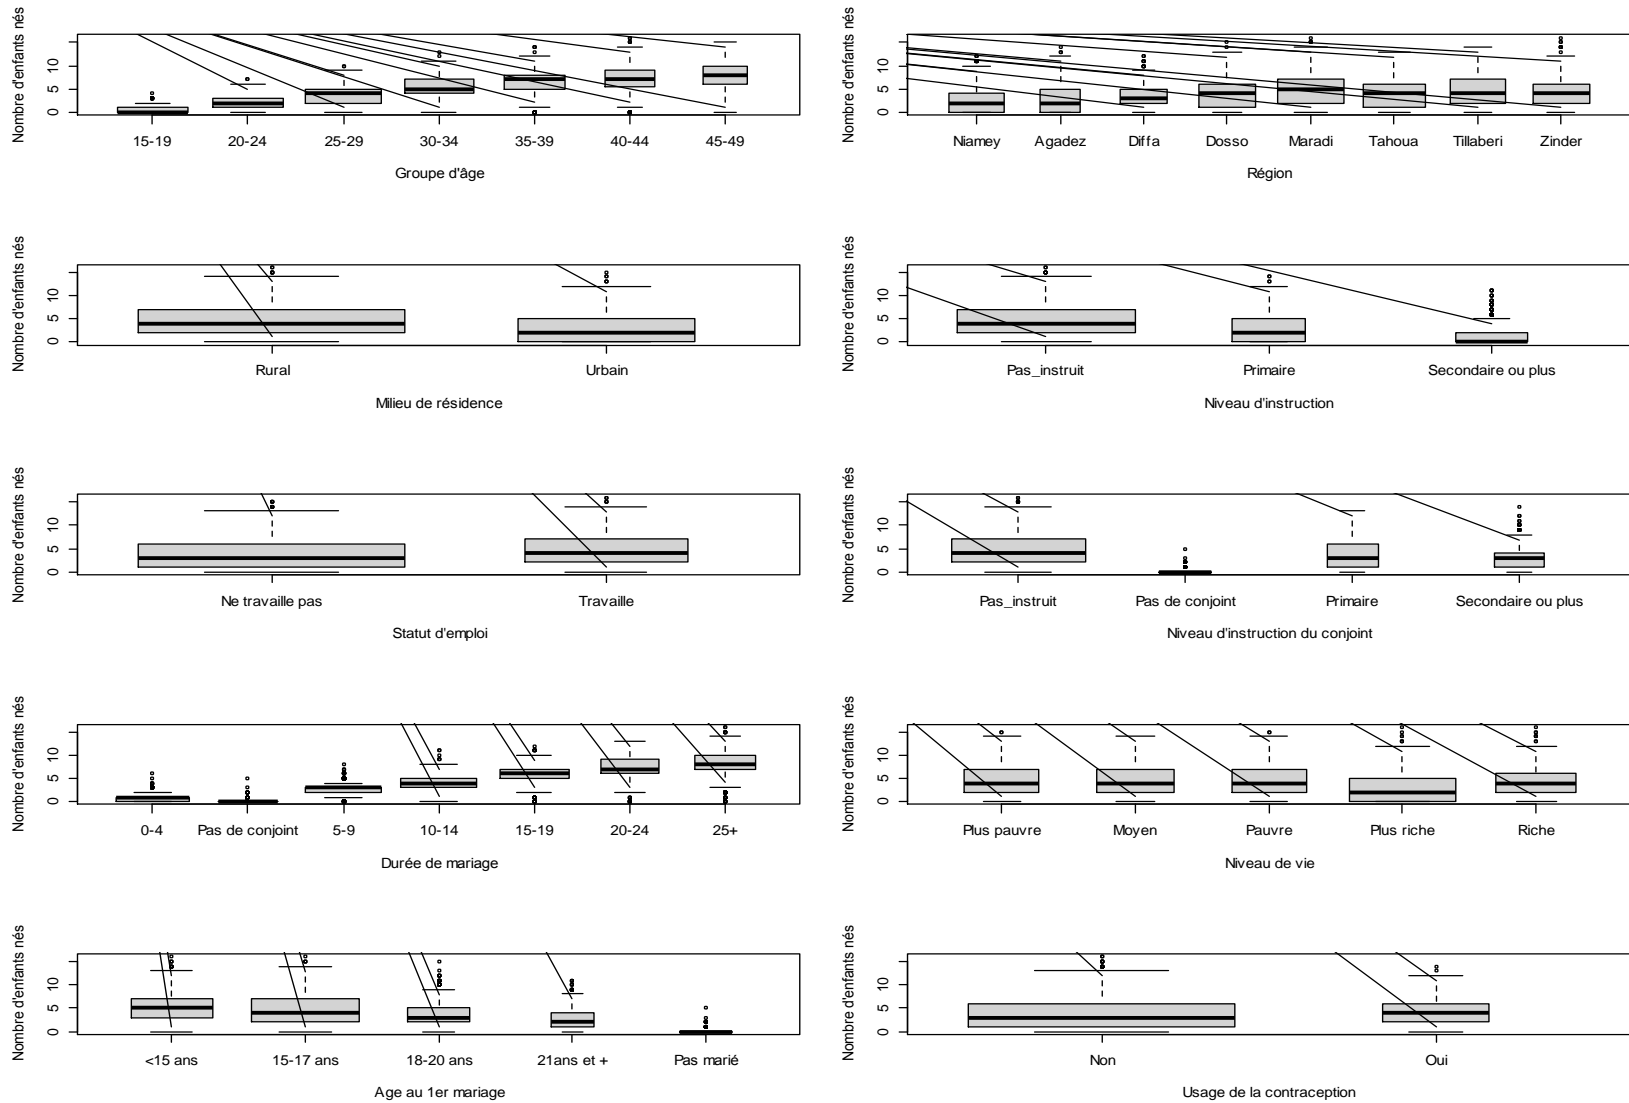 Nombre d'enfants nés
10
5
0
15-19 20-24 25-29 30-34 35-39 40-44 45-49
Groupe d'âge
Nombre d'enfants nés
10
5
0
Niamey Agadez Diffa Dosso Maradi Tahoua Tillaberi Zinder
Région
Nombre d'enfants nés
10
5
0
Rural Urbain
Milieu de résidence
Nombre d'enfants nés
10
5
0
Pas_instruit Primaire Secondaire ou plus
Niveau d'instruction
Nombre d'enfants nés
10
5
0
Ne travaille pas Travaille
Statut d'emploi
Nombre d'enfants nés
10
5
0
Pas_instruit Pas de conjoint Primaire Secondaire ou plus
Niveau d'instruction du conjoint
Nombre d'enfants nés
10
5
0
0-4 Pas de conjoint 5-9 10-14 15-19 20-24 25+
Durée de mariage
Nombre d'enfants nés
10
5
0
Plus pauvre Moyen Pauvre Plus riche Riche
Niveau de vie
Nombre d'enfants nés
10
5
0
<15 ans 15-17 ans 18-20 ans 21ans et + Pas marié
Age au 1er mariage
Nombre d'enfants nés
10
5
0
Non Oui
Usage de la contraception